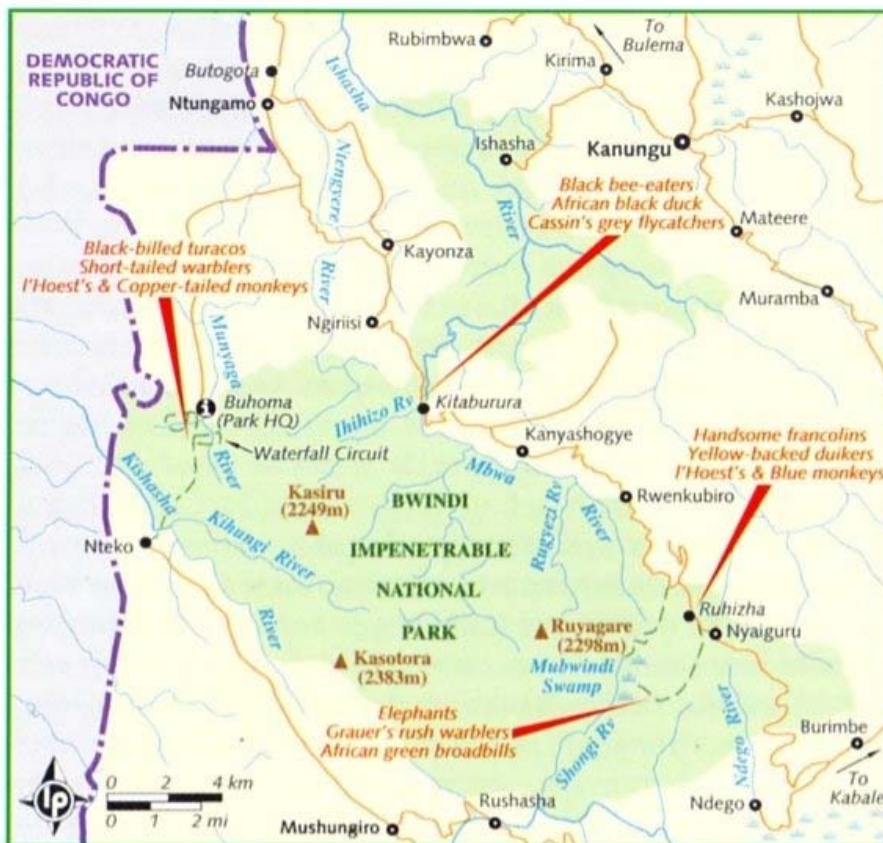 DEMOCRATIC
REPUBLIC OF
CONGO
Butogota
Ntungamo
Rubimbwa
Kirima
To
Bulema
Kashojwa
Ishasha
River
Ishasha
Kanungu
Black bee-eaters
African black duck
Cassin's grey flycatchers
Mateere
Muramba
Ntengyere
River
Kayonza
Ngiriisi
Black-billed turacos
Short-tailed warblers
l'Hoest's & Copper-tailed monkeys
Munyaga
River
i
Buhoma
(Park HQ)
Waterfall Circuit
Ihihizo Rv
Kitaburura
Kanyashogye
Mbwa
River
Rugyezi Rv
Rwenkubiro
Handsome francolins
Yellow-backed duikers
l'Hoest's & Blue monkeys
Kishasha
River
Kihungi River
Nteko
Kasiru
(2249m)
BWINDI
IMPENETRABLE
NATIONAL
PARK
Ruyagare
(2298m)
Kasotora
(2383m)
Mubwindi
Swamp
Ruhizha
Nyaiguru
Elephants
Grauer's rush warblers
African green broadbills
Shongi Rv
Ndego River
Burimbe
To
Kabale
Ndego
Rushasha
Mushungiro
lp
0 2 4 km
0 1 2 mi